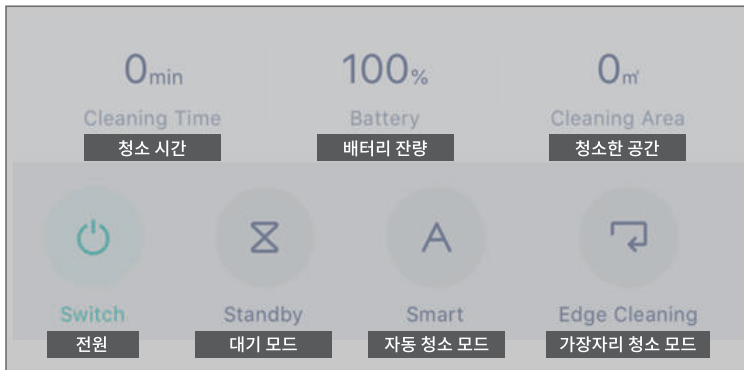 0min 100% 0㎡
Cleaning Time Battery Cleaning Area
청소 시간 배터리 잔량 청소한 공간
A
Switch Standby Smart Edge Cleaning
전원 대기 모드 자동 청소 모드 가장자리 청소 모드